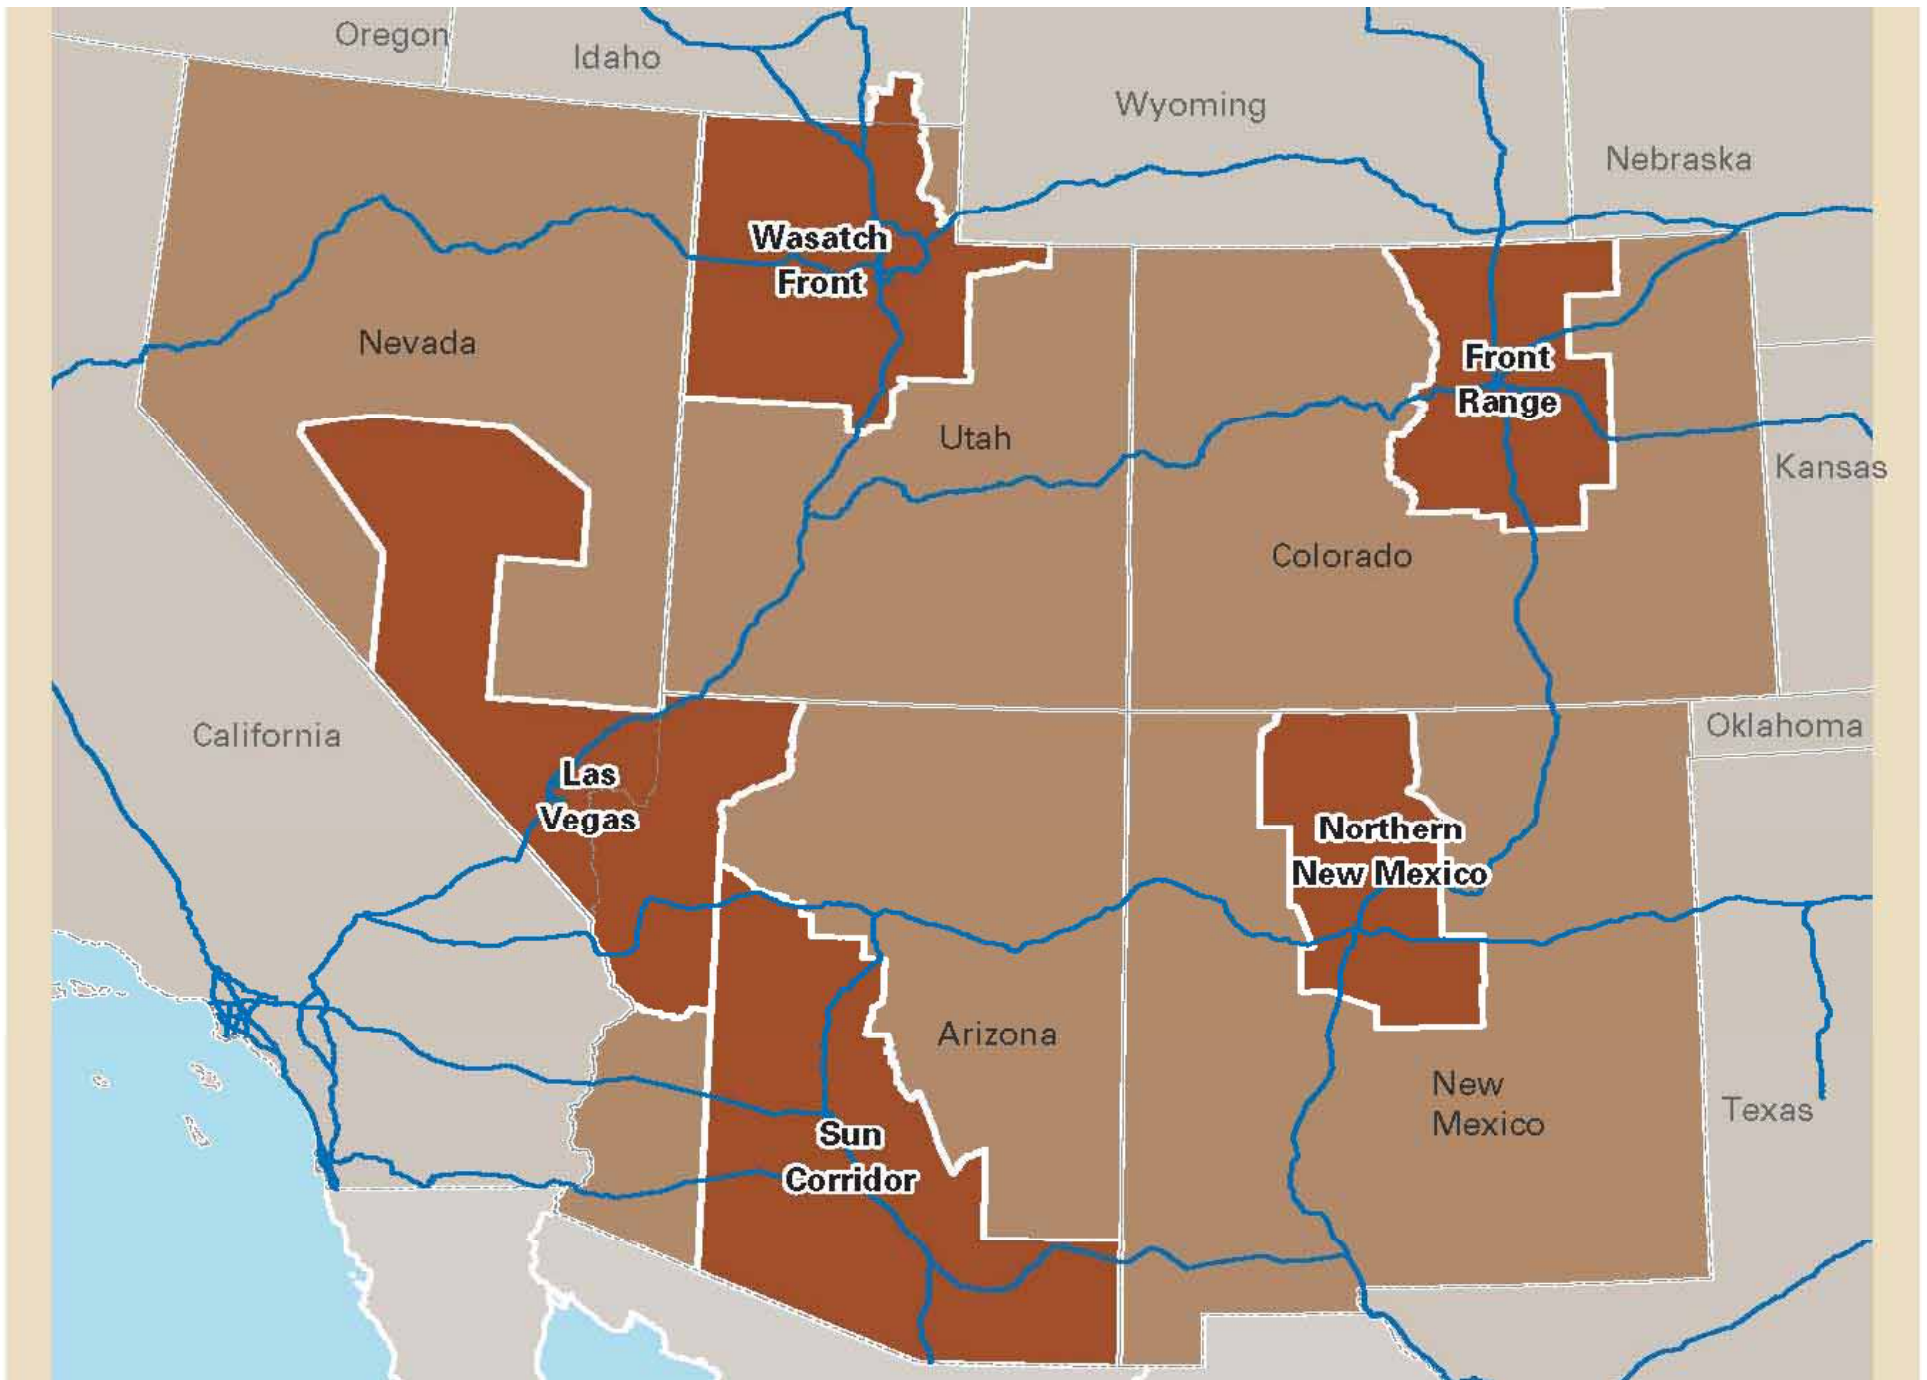 Oregon
Idaho
Wyoming
Nebraska
Wasatch
Front
Nevada
Front
Range
Utah
Kansas
Colorado
California
Oklahoma
Las
Vegas
Northern
New Mexico
Arizona
New
Mexico
Texas
Sun
Corridor